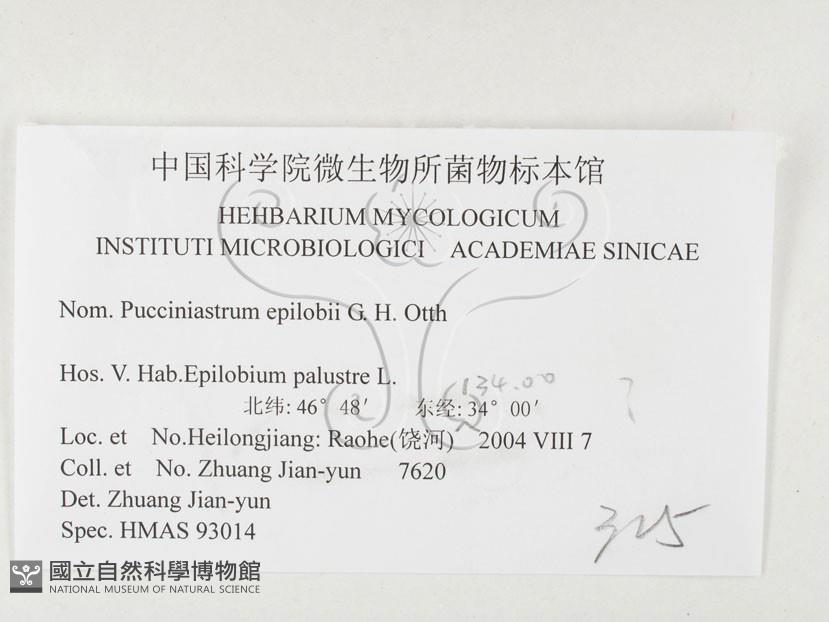 中国科学院微生物所菌物标本馆
HEHBARIUM MYCOLOGICUM
INSTITUTI MICROBIOLOGICI ACADEMIAE SINICAE
Nom. Pucciniastrum epilobii G. H. Otth
Hos. V. Hab.Epilobium palustre L.
134.00 ?
北纬: 46° 48′ 东经: 34° 00′
Loc. et No.Heilongjiang: Raohe(饶河) 2004 VIII 7
Coll. et No. Zhuang Jian-yun 7620
Det. Zhuang Jian-yun
Spec. HMAS 93014
325
國立自然科學博物館
NATIONAL MUSEUM OF NATURAL SCIENCE